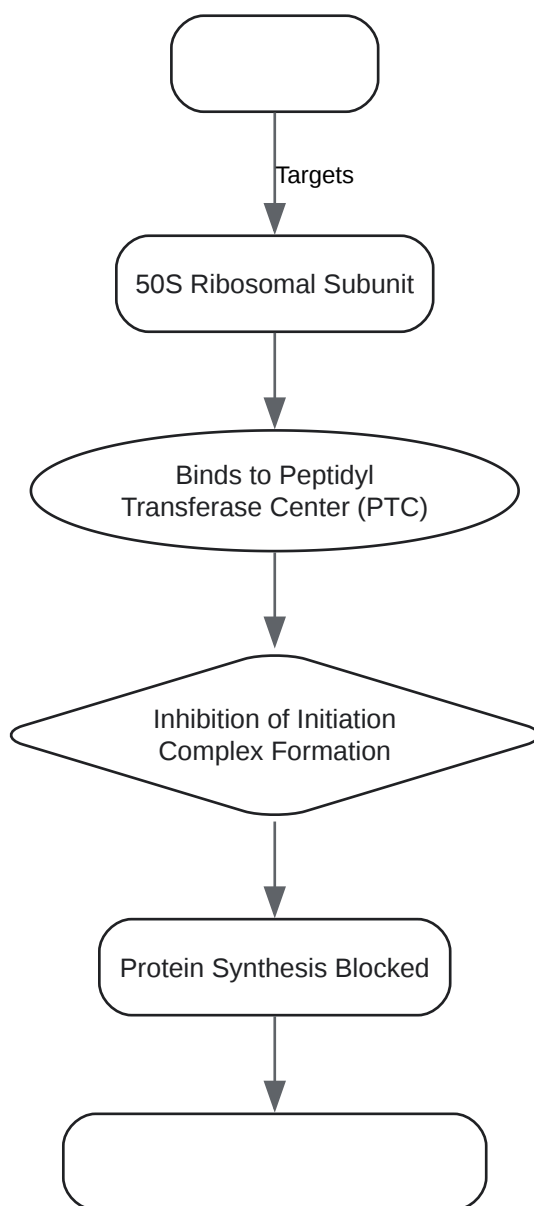 Targets
50S Ribosomal Subunit
Binds to Peptidyl
Transferase Center (PTC)
Inhibition of Initiation
Complex Formation
Protein Synthesis Blocked